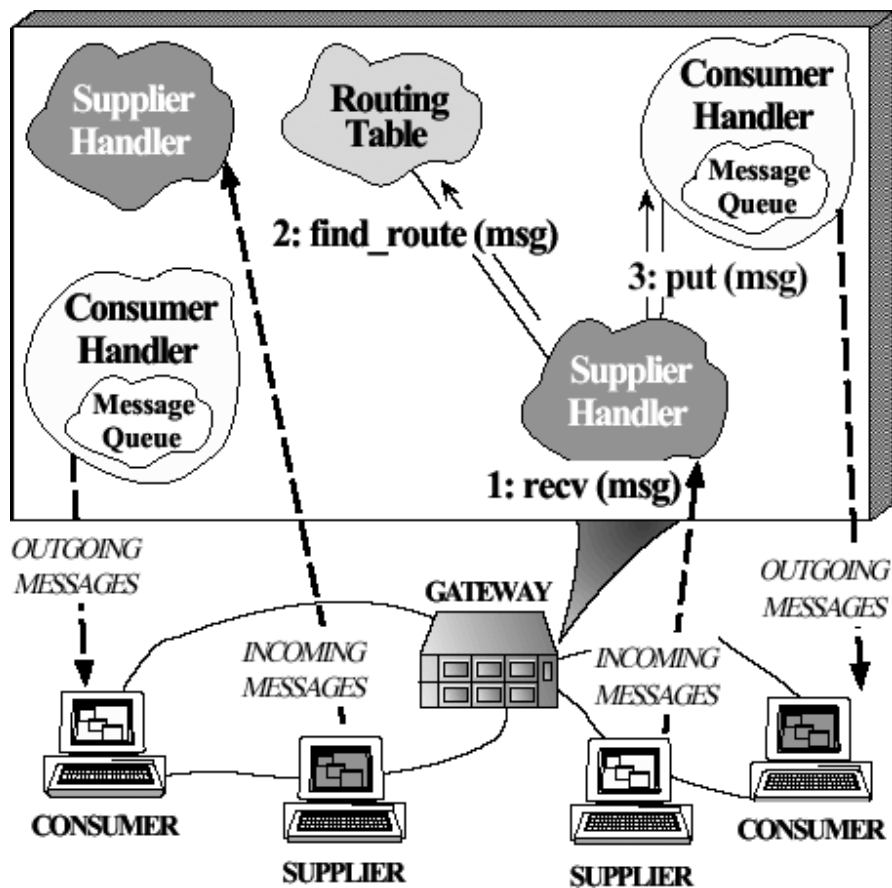 Supplier
Handler
Routing
Table
Consumer
Handler
Message
Queue
2: find_route (msg)
3: put (msg)
Consumer
Handler
Message
Queue
Supplier
Handler
1: recv (msg)
OUTGOING
MESSAGES
GATEWAY
OUTGOING
MESSAGES
INCOMING
MESSAGES
INCOMING
MESSAGES
CONSUMER
SUPPLIER
SUPPLIER
CONSUMER